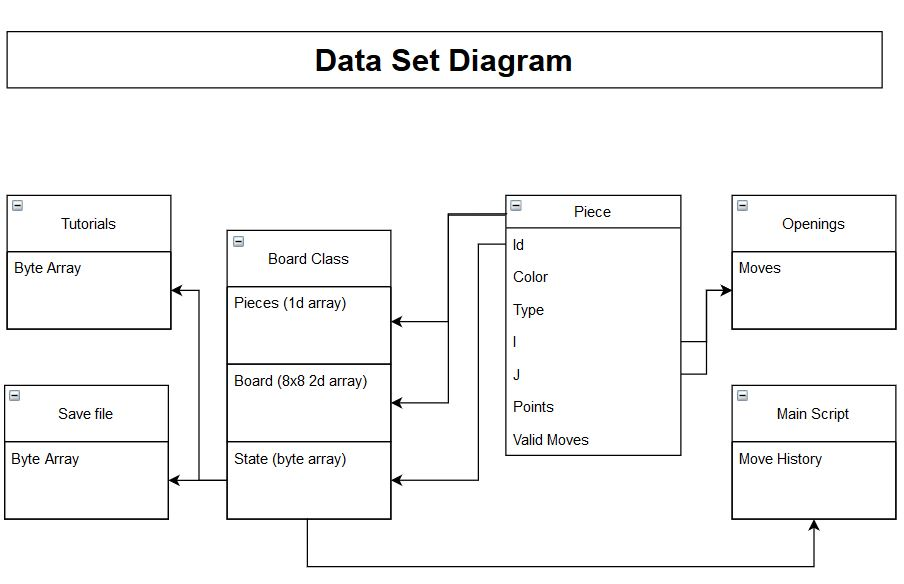 Data Set Diagram
Tutorials
Byte Array
Save file
Byte Array
Board Class
Pieces (1d array)
Board (8x8 2d array)
State (byte array)
Piece
Id
Color
Type
I
J
Points
Valid Moves
Openings
Moves
Main Script
Move History